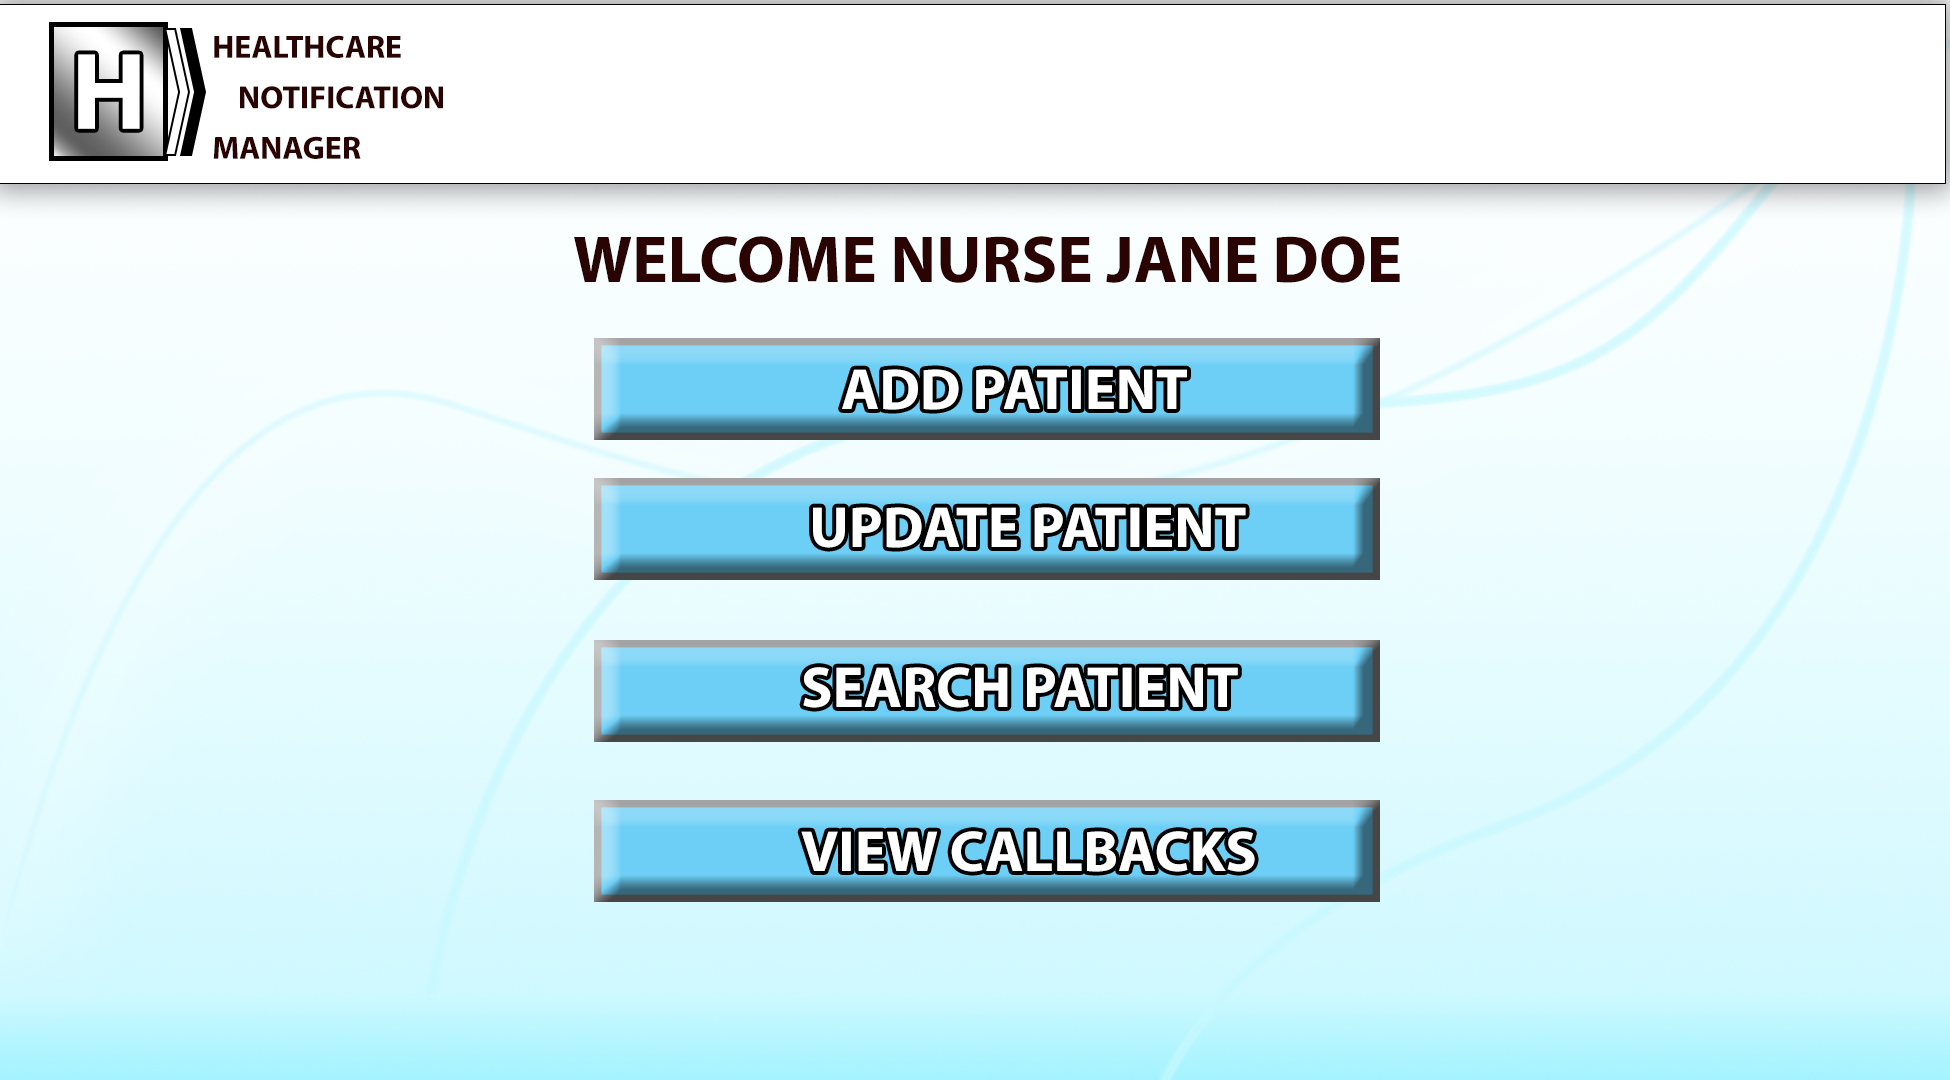 H
HEALTHCARE
NOTIFICATION
MANAGER
WELCOME NURSE JANE DOE
ADD PATIENT
UPDATE PATIENT
SEARCH PATIENT
VIEW CALLBACKS